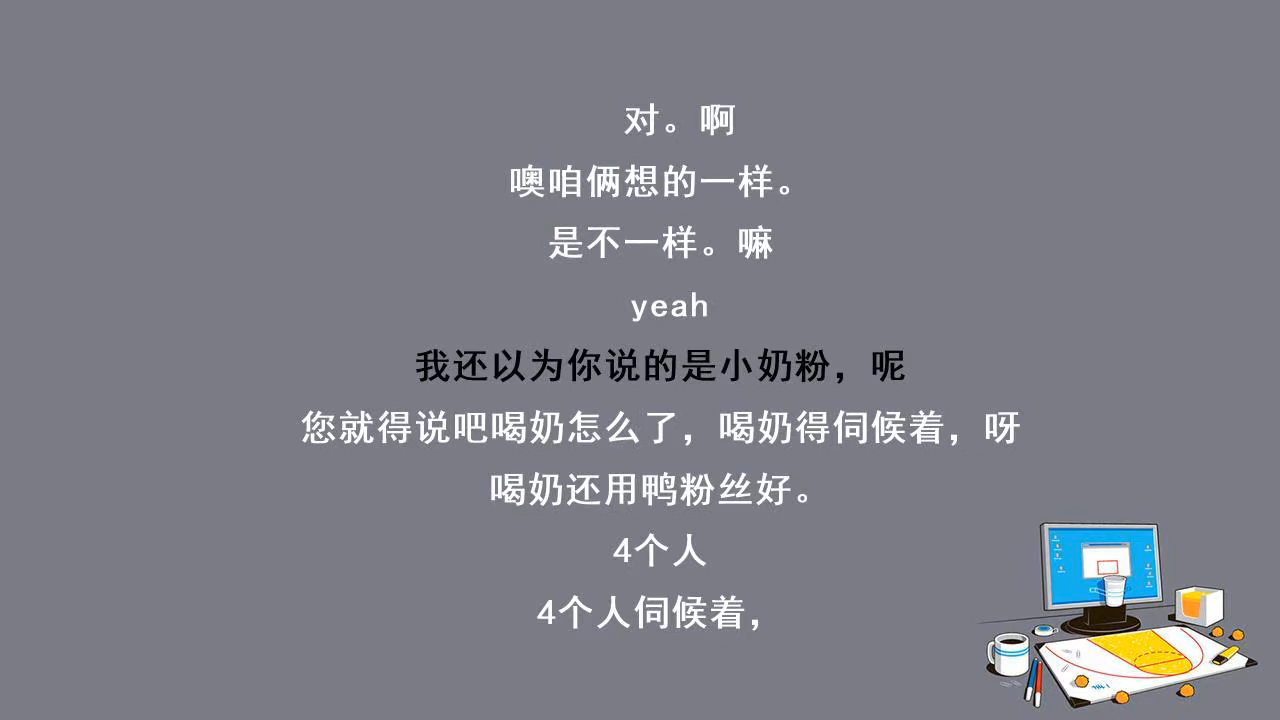 对。啊
噢咱俩想的一样。
是不一样。嘛
yeah
我还以为你说的是小奶粉，呢
您就得说吧喝奶怎么了，喝奶得伺候着，呀
喝奶还用鸭粉丝好。
4个人
4个人伺候着，